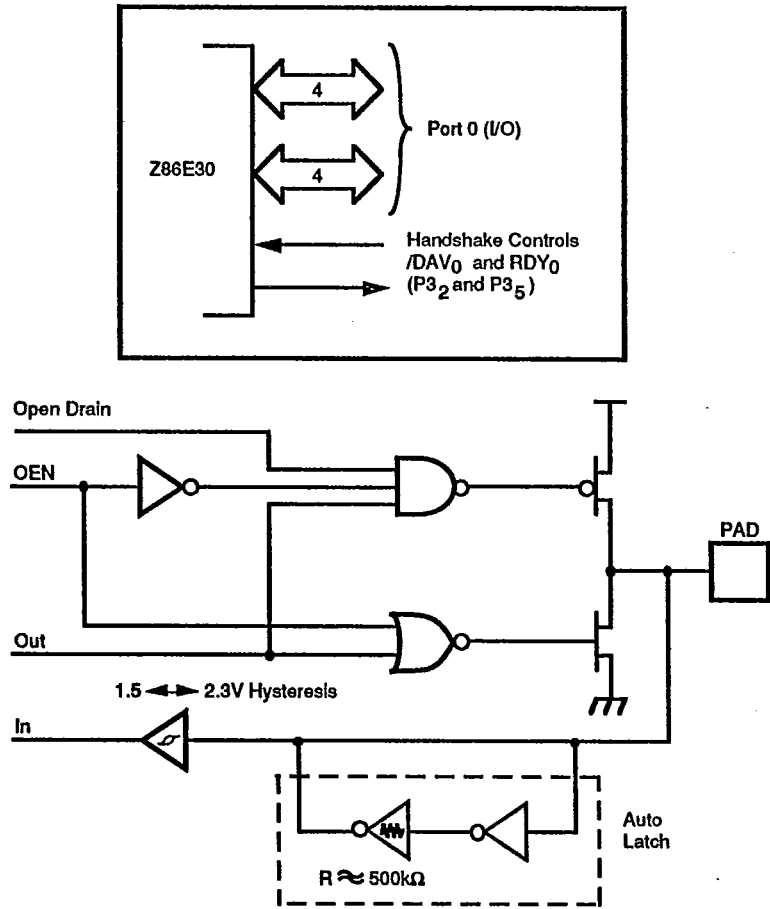 4
Port 0 (I/O)
Z86E30
4
Handshake Controls
/DAV0 and RDY0
(P32 and P35)
Open Drain
OEN
PAD
Out
1.5 2.3V Hysteresis
In
Auto
Latch
R ≈ 500kΩ